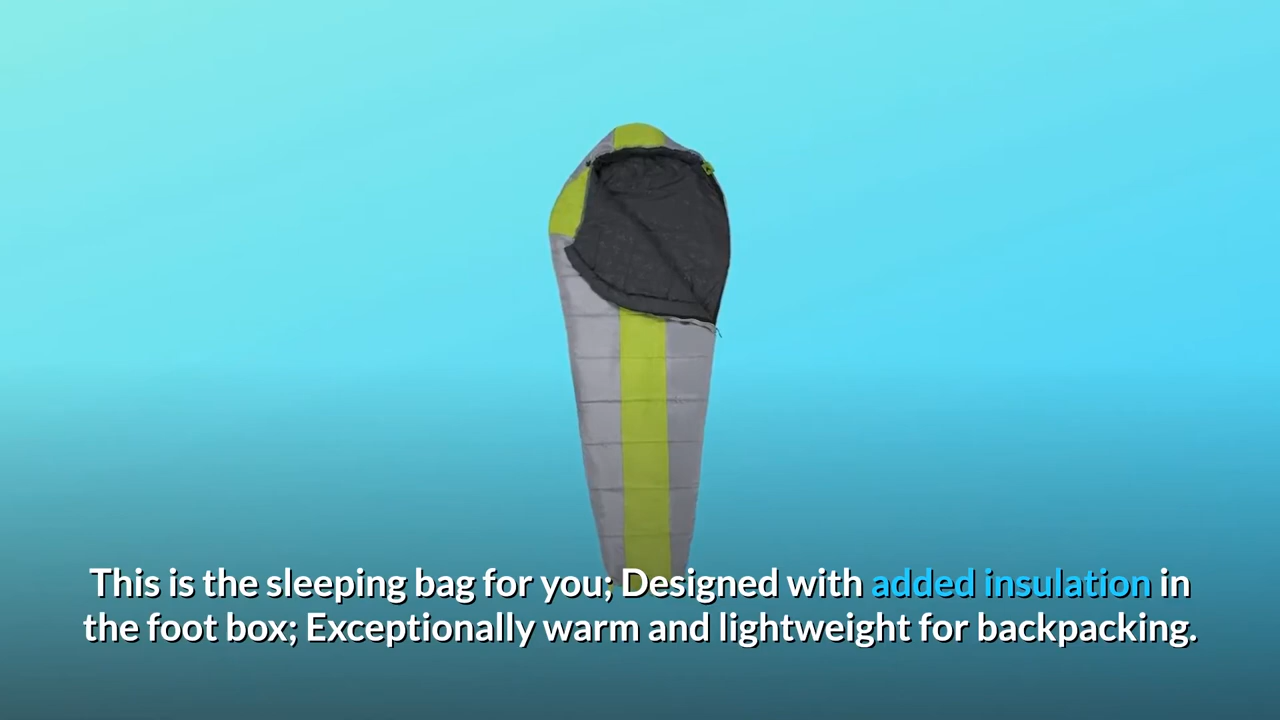 This is the sleeping bag for you; Designed with added insulation in
the foot box; Exceptionally warm and lightweight for backpacking.